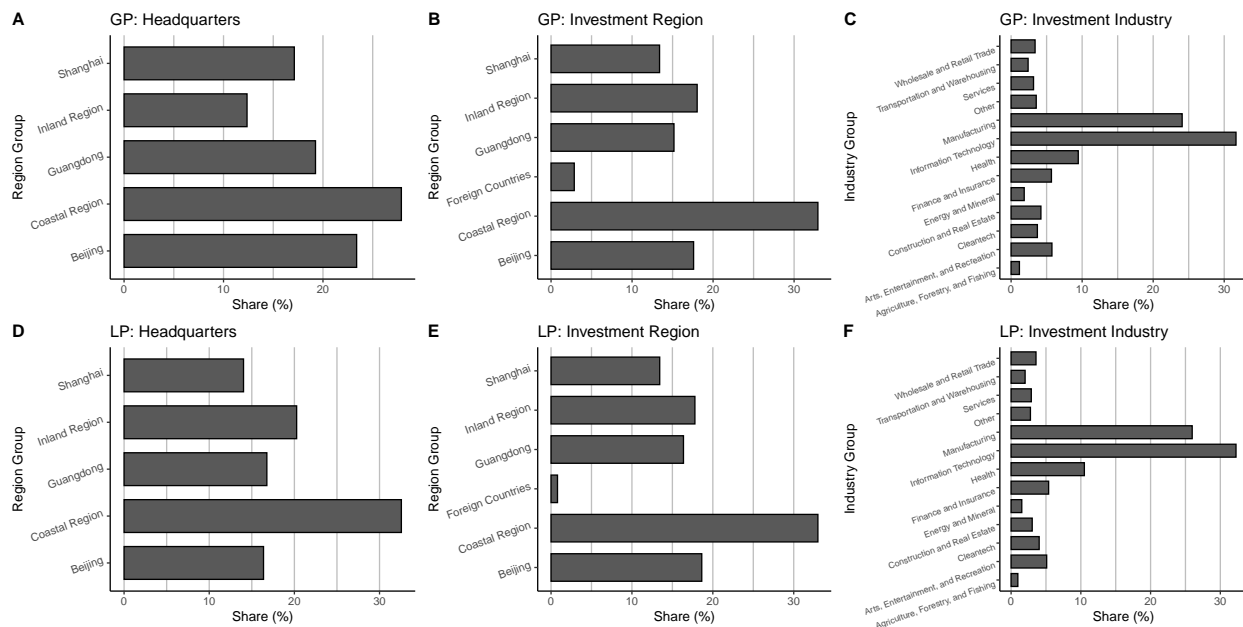 A
GP: Headquarters
Region Group
Shanghai
Inland Region
Guangdong
Coastal Region
Beijing
0
20
Share (%)
B
GP: Investment Region
Region Group
Shanghai
Inland Region
Guangdong
Foreign Countries
Coastal Region
Beijing
0
10
20
30
Share (%)
C
GP: Investment Industry
Industry Group
Wholesale and Retail Trade
Transportation and Warehousing
Services
Other
Manufacturing
Information Technology
Health
Finance and Insurance
Energy and Mineral
Construction and Real Estate
Cleantech
Arts, Entertainment, and Recreation
Agriculture, Forestry, and Fishing
0
10
20
30
Share (%)
D
LP: Headquarters
Region Group
Shanghai
Inland Region
Guangdong
Coastal Region
Beijing
0
10
20
30
Share (%)
E
LP: Investment Region
Region Group
Shanghai
Inland Region
Guangdong
Foreign Countries
Coastal Region
Beijing
0
10
20
30
Share (%)
F
LP: Investment Industry
Industry Group
Wholesale and Retail Trade
Transportation and Warehousing
Services
Other
Manufacturing
Information Technology
Health
Finance and Insurance
Energy and Mineral
Construction and Real Estate
Cleantech
Arts, Entertainment, and Recreation
Agriculture, Forestry, and Fishing
0
10
20
30
Share (%)